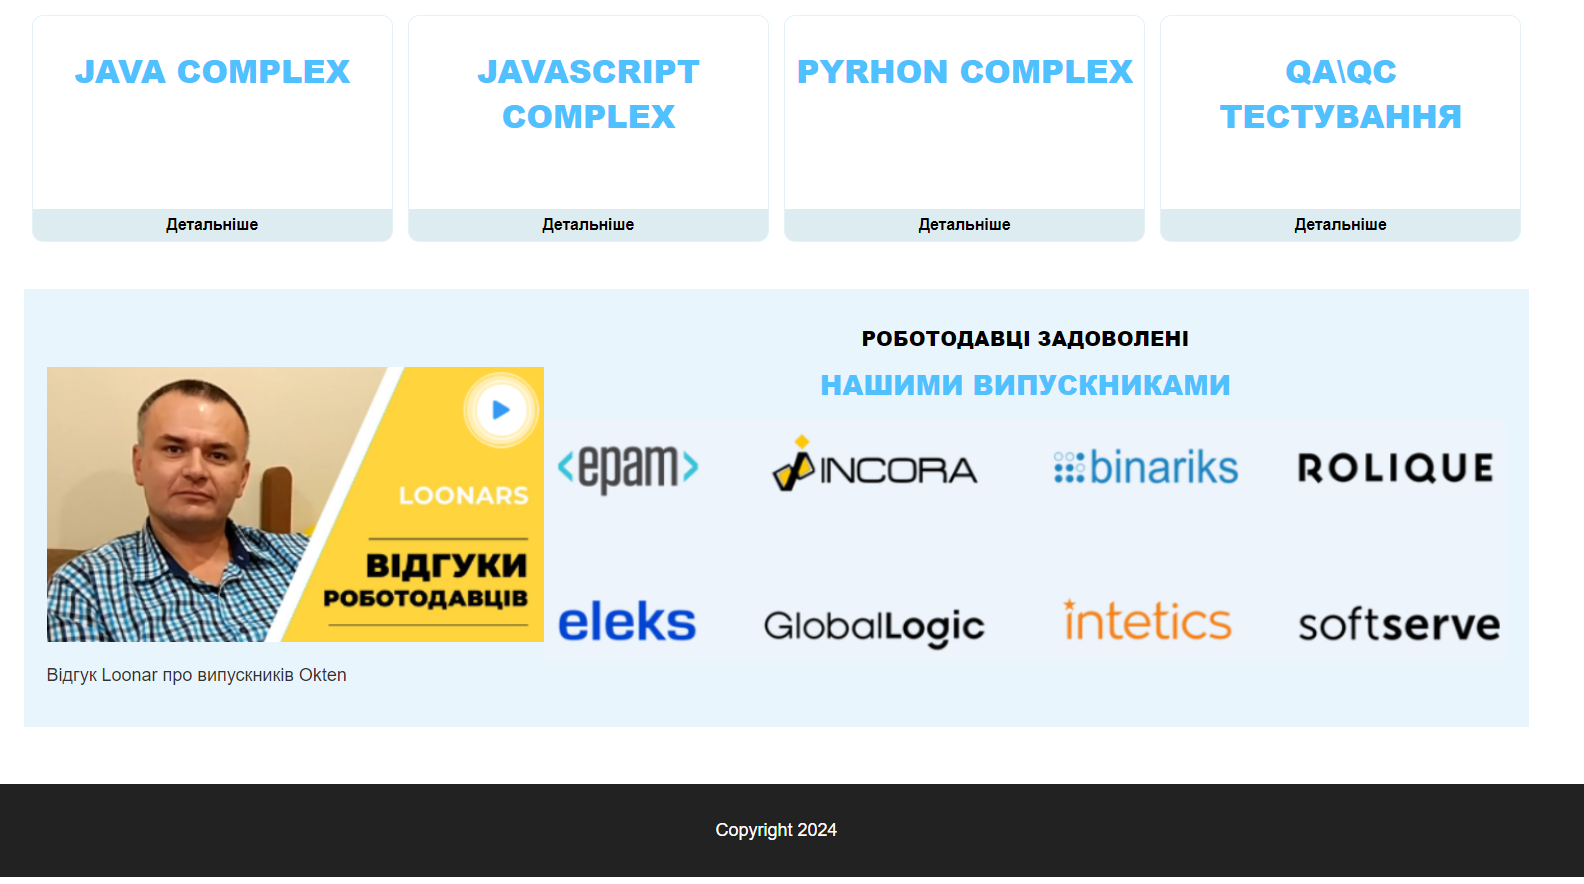 JAVA COMPLEX
JAVASCRIPT
COMPLEX
PYRHON COMPLEX
QA\QC
ТЕСТУВАННЯ
Детальніше
Детальніше
Детальніше
Детальніше
РОБОТОДАВЦІ ЗАДОВОЛЕНІ
НАШИМИ ВИПУСКНИКАМИ
LOONARS
ВІДГУКИ
РОБОТОДАВЦІВ
Відгук Loonar про випускників Okten
<epam>
INCORA
binariks
ROLIQUE
eleks
GlobalLogic
intetics
softserve
Copyright 2024